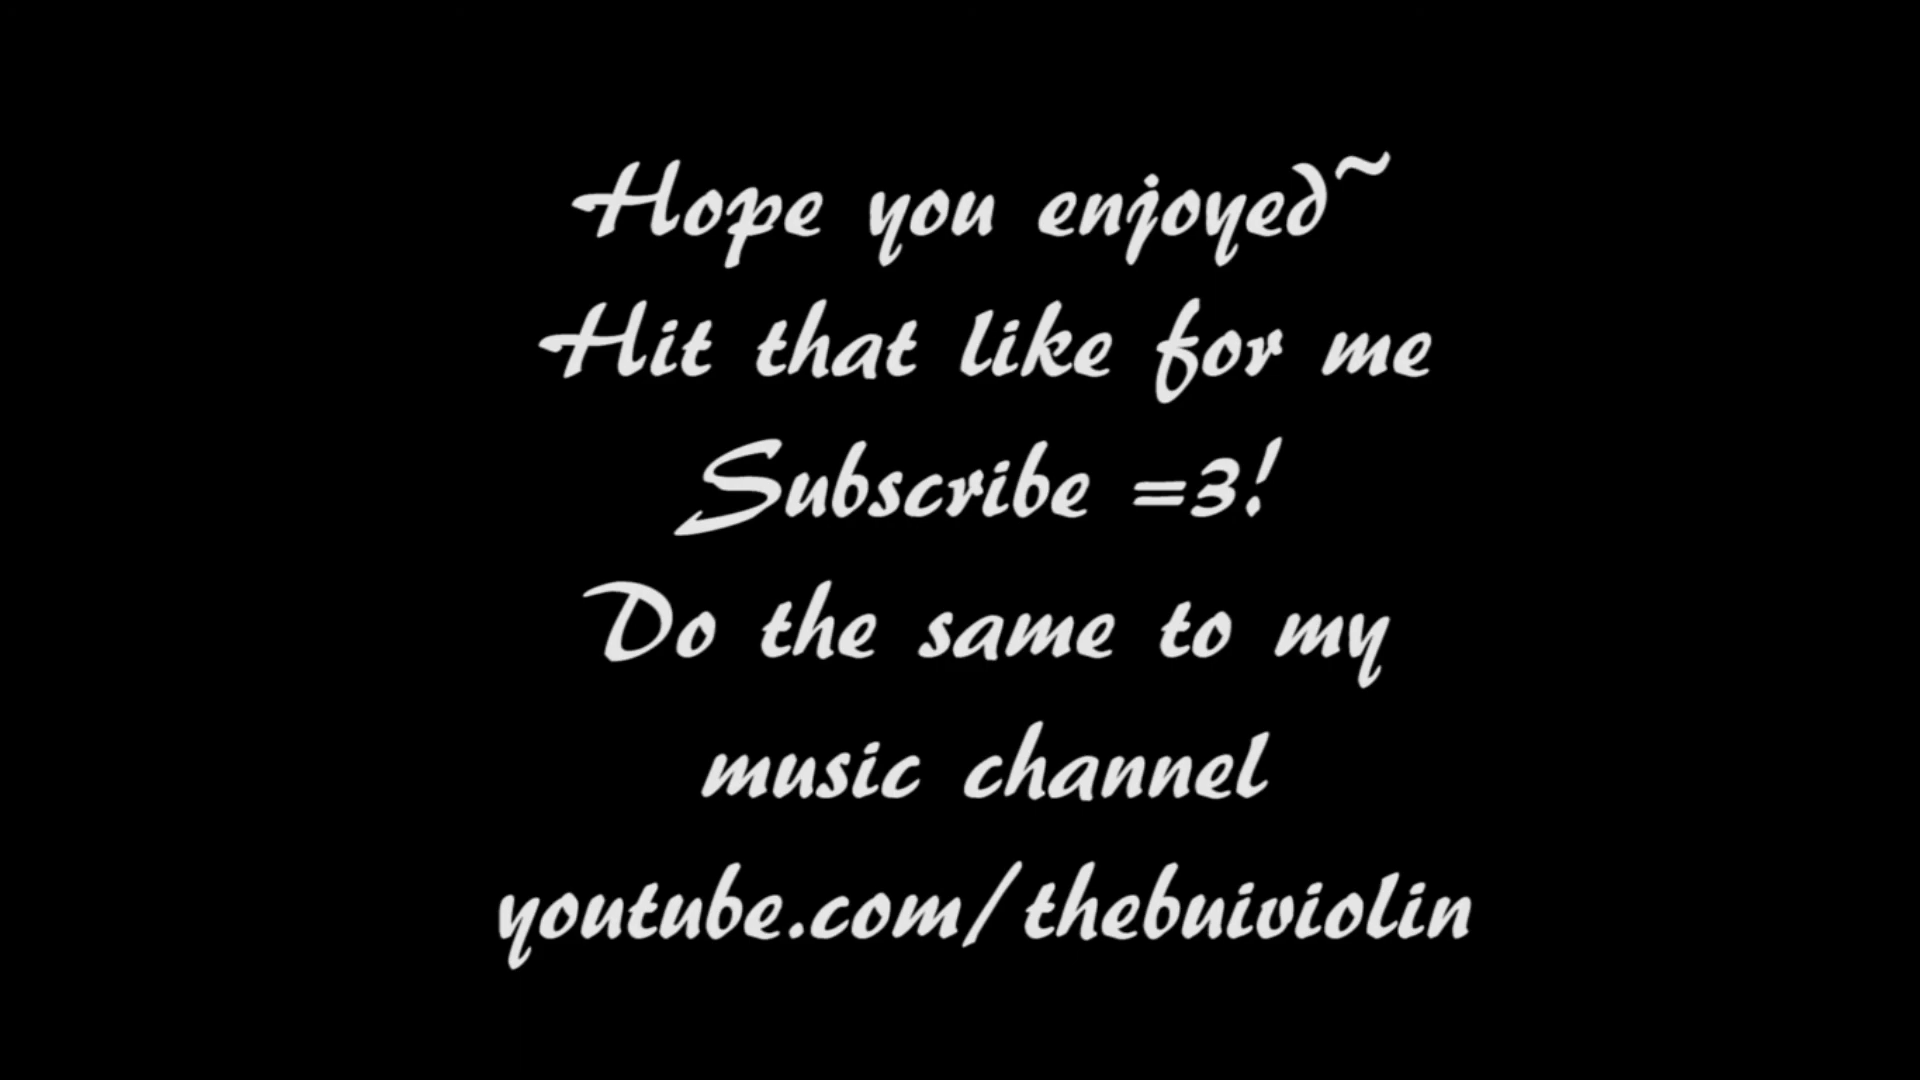 Hope you enjoyed~
Hit that like for me
Subscribe =3!
Do the same to my
music channel
youtube.com/thebuiviolin